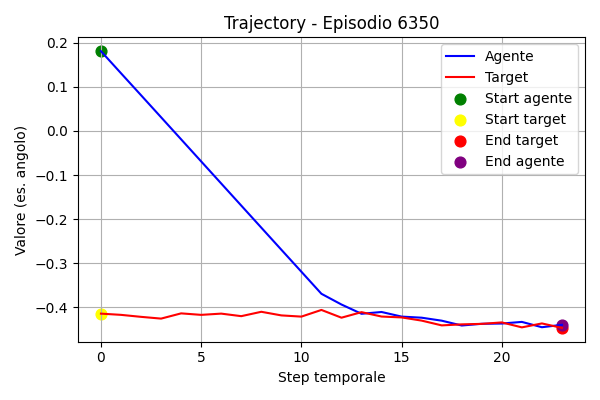 Trajectory - Episodio 6350
Valore (es. angolo)
0.2
0.1
0.0
−0.1
−0.2
−0.3
−0.4
0
5
10
15
20
Step temporale
Agente
Target
Start agente
Start target
End target
End agente